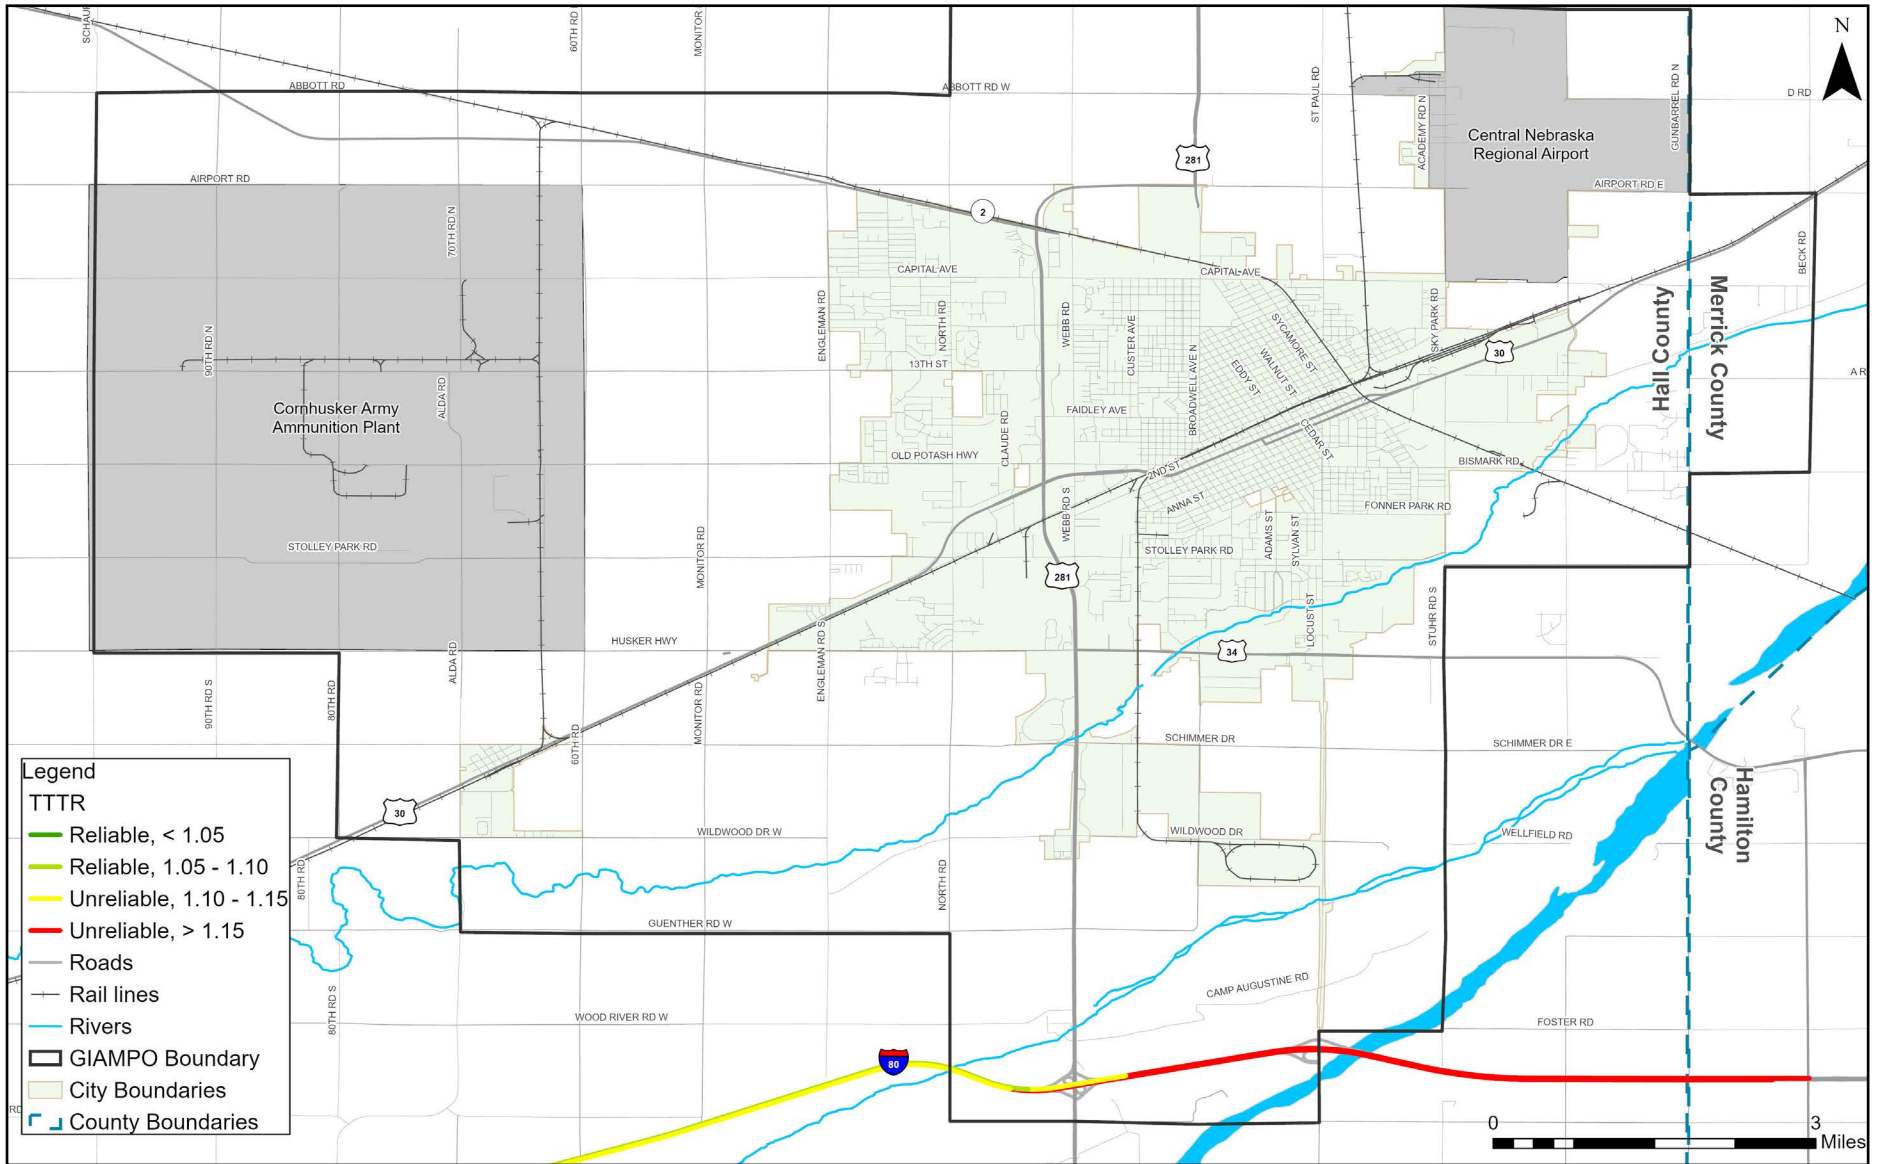 N
SCHAUP
60TH RD
MONITOR
ABBOTT RD
ABBOTT RD W
ST PAUL RD
ACADEMY RD N
GUNBARREL RD N
D RD
Central Nebraska
Regional Airport
281
AIRPORT RD
AIRPORT RD E
70TH RD N
2
BECK RD
CAPITAL AVE
CAPITAL AVE
ENGLEMAN RD
NORTH RD
WEBB RD
CUSTER AVE
SYCAMORE ST
WALNUT ST
EDDY ST
BROADWELL AVE N
SKY PARK RD
30
Hall County
Merrick County
90TH RD N
13TH ST
A R
ALDA RD
Cornhusker Army
Ammunition Plant
FAIDLEY AVE
CLAUDE RD
CEDAR ST
OLD POTASH HWY
2ND ST
BISMARK RD
ANNA ST
FONNER PARK RD
WEBB RD S
ADAMS ST
SYLVAN ST
STOLLEY PARK RD
STOLLEY PARK RD
MONITOR RD
281
LOCUST ST
STUHR RD S
HUSKER HWY
ENGLEMAN RD S
34
ALDA RD
90TH RD S
80TH RD
60TH RD
MONITOR RD
SCHIMMER DR
SCHIMMER DR E
Hamilton
County
30
WILDWOOD DR W
WILDWOOD DR
WELLFIELD RD
80TH RD
NORTH RD
GUENTHER RD W
CAMP AUGUSTINE RD
80TH RD S
WOOD RIVER RD W
FOSTER RD
80
RD
Legend
TTTR
Reliable, < 1.05
Reliable, 1.05 - 1.10
Unreliable, 1.10 - 1.15
Unreliable, > 1.15
Roads
Rail lines
Rivers
GIAMPO Boundary
City Boundaries
County Boundaries
0 3
Miles